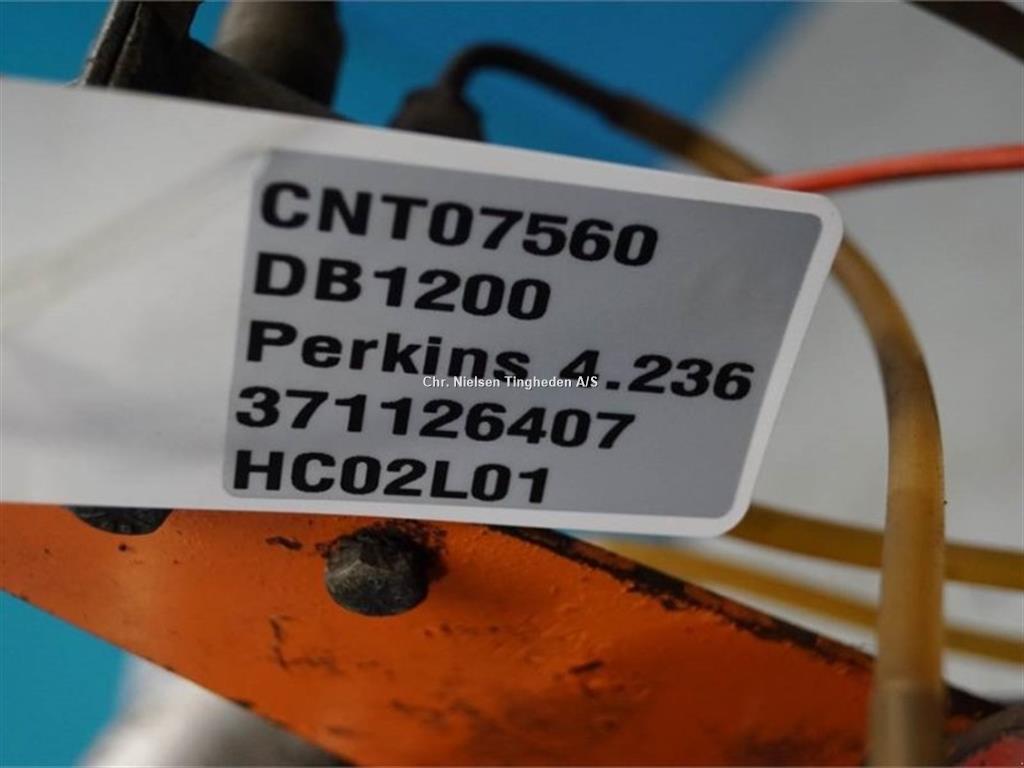 CNT07560
DB1200
Perkins 4.236
Chr. Nielsen Tingheden A/S
371126407
HC02L01